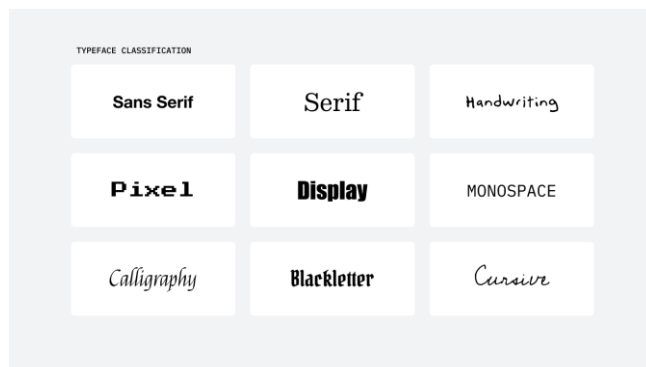 TYPEFACE CLASSIFICATION
Sans Serif
Serif
Handwriting
Pixel
Display
MONOSPACE
Calligraphy
Blackletter
Cursive